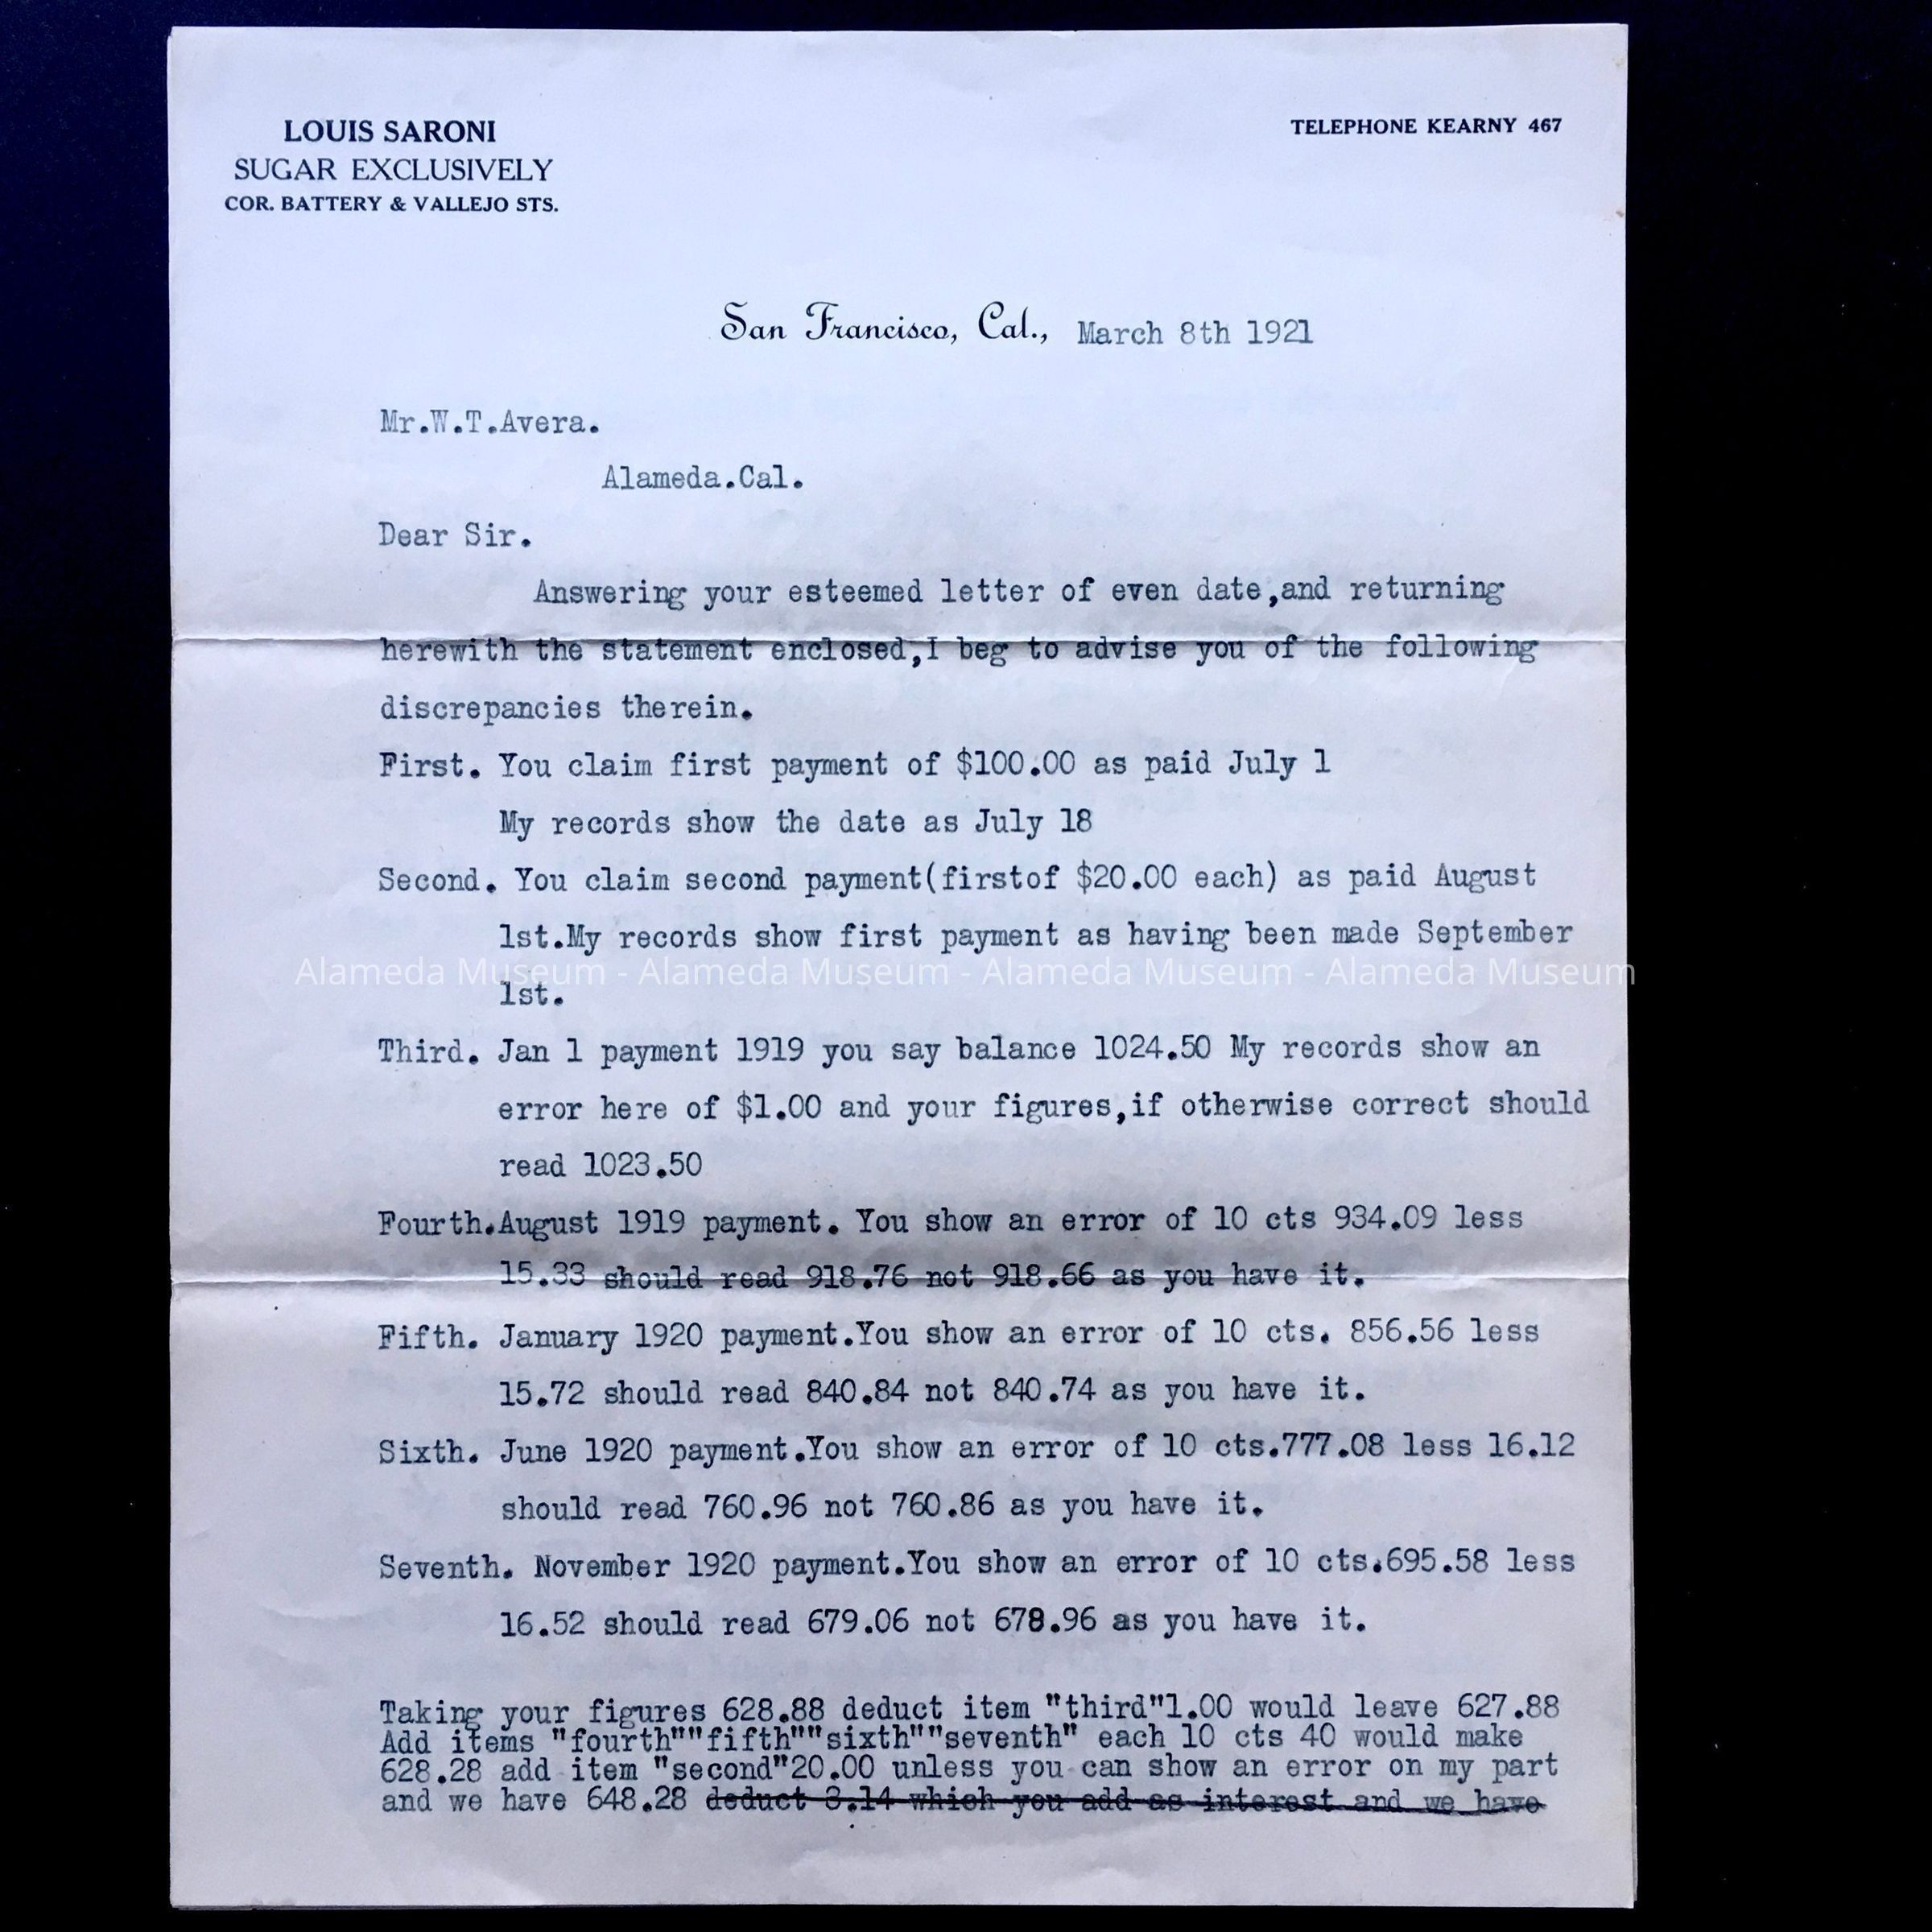 LOUIS SARONI
SUGAR EXCLUSIVELY
COR. BATTERY & VALLEJO STS.
TELEPHONE KEARNY 467
San Francisco, Cal., March 8th 1921
Mr.W.T.Avera.
Alameda.Cal.
Dear Sir.
Answering your esteemed letter of even date,and returning
herewith the statement enclosed,I beg to advise you of the following
discrepancies therein.
First. You claim first payment of $100.00 as paid July 1
My records show the date as July 18
Second. You claim second payment(firstof $20.00 each) as paid August
1st.My records show first payment as having been made September
Alameda Museum - Alameda Museum - Alameda Museum - Alameda Museum
1st.
Third. Jan 1 payment 1919 you say balance 1024.50 My records show an
error here of $1.00 and your figures,if otherwise correct should
read 1023.50
Fourth.August 1919 payment. You show an error of 10 cts 934.09 less
15.33 should read 918.76 not 918.66 as you have it.
Fifth. January 1920 payment.You show an error of 10 cts. 856.56 less
15.72 should read 840.84 not 840.74 as you have it.
Sixth. June 1920 payment.You show an error of 10 cts.777.08 less 16.12
should read 760.96 not 760.86 as you have it.
Seventh. November 1920 payment.You show an error of 10 cts.695.58 less
16.52 should read 679.06 not 678.96 as you have it.
Taking your figures 628.88 deduct item "third"1.00 would leave 627.88
Add items "fourth""fifth""sixth""seventh" each 10 cts 40 would make
628.28 add item "second"20.00 unless you can show an error on my part
and we have 648.28 deduct 3.14 which you add as interest and we have